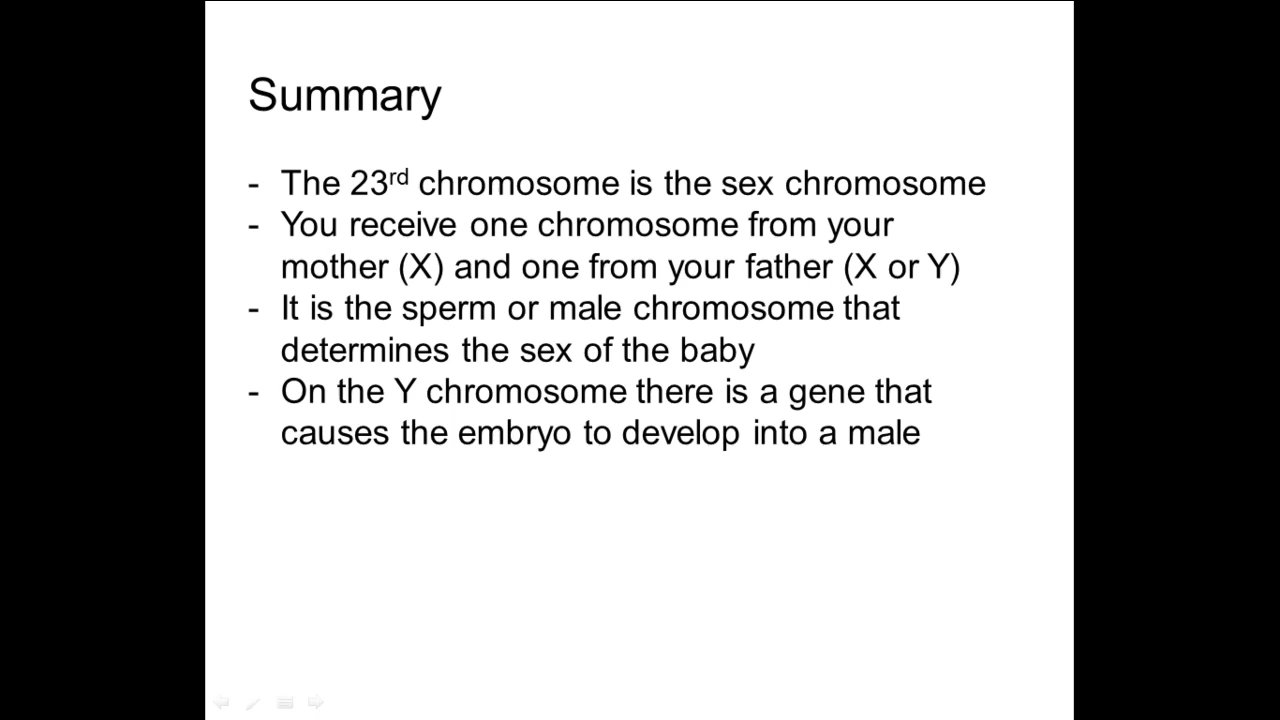 Summary
- The 23rd chromosome is the sex chromosome
- You receive one chromosome from your
mother (X) and one from your father (X or Y)
- It is the sperm or male chromosome that
determines the sex of the baby
- On the Y chromosome there is a gene that
causes the embryo to develop into a male